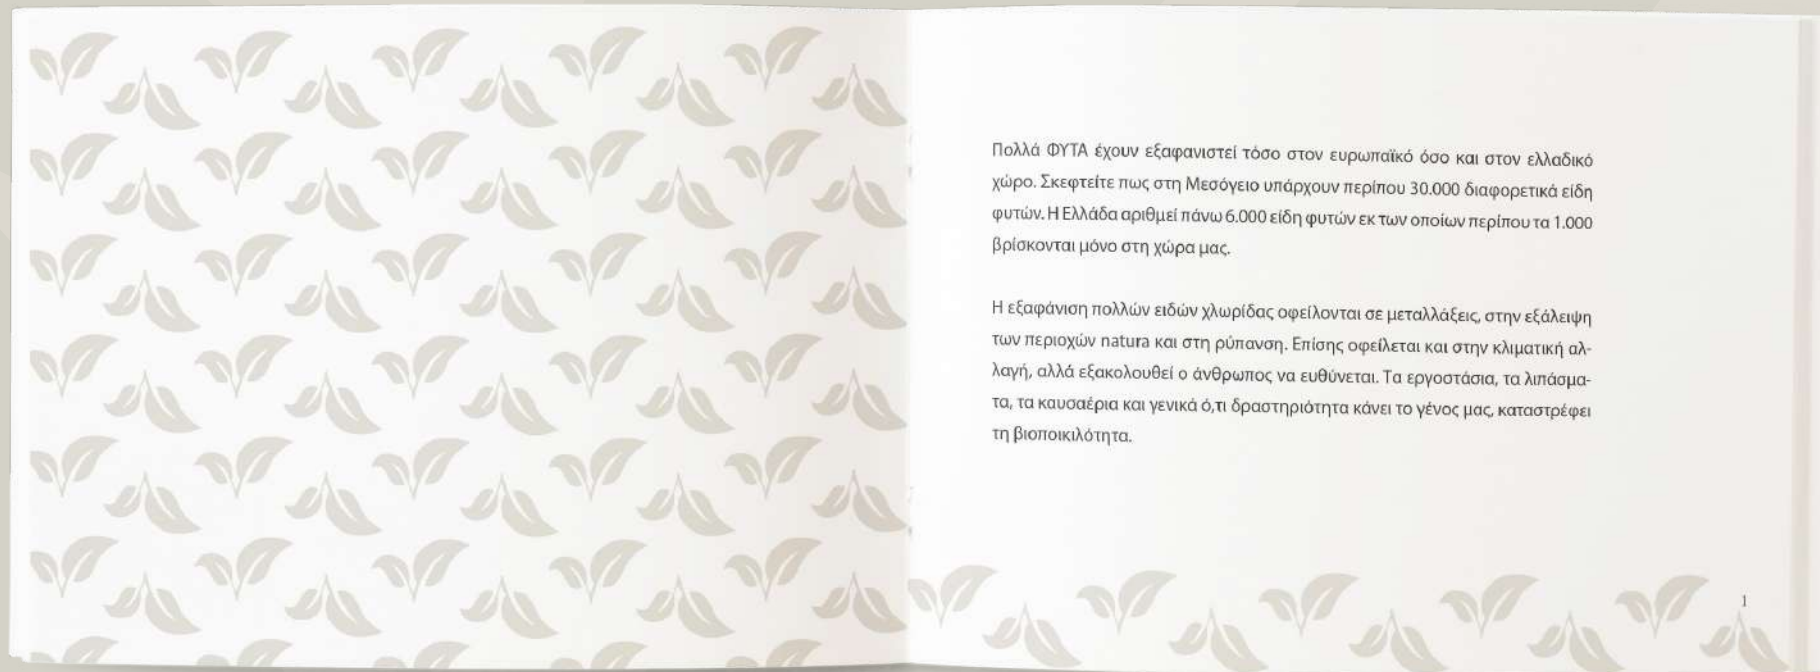 Πολλά ΦΥΤΑ έχουν εξαφανιστεί τόσο στον ευρωπαϊκό όσο και στον ελλαδικό
χώρο. Σκεφτείτε πως στη Μεσόγειο υπάρχουν περίπου 30.000 διαφορετικά είδη
φυτών. Η Ελλάδα αριθμεί πάνω 6.000 είδη φυτών εκ των οποίων περίπου τα 1.000
βρίσκονται μόνο στη χώρα μας.
Η εξαφάνιση πολλών ειδών χλωρίδας οφείλονται σε μεταλλάξεις, στην εξάλειψη
των περιοχών natura και στη ρύπανση. Επίσης οφείλεται και στην κλιματική αλ-
λαγή, αλλά εξακολουθεί ο άνθρωπος να ευθύνεται. Τα εργοστάσια, τα λιπάσμα-
τα, τα καυσαέρια και γενικά ό,τι δραστηριότητα κάνει το γένος μας, καταστρέφει
τη βιοποικιλότητα.
1